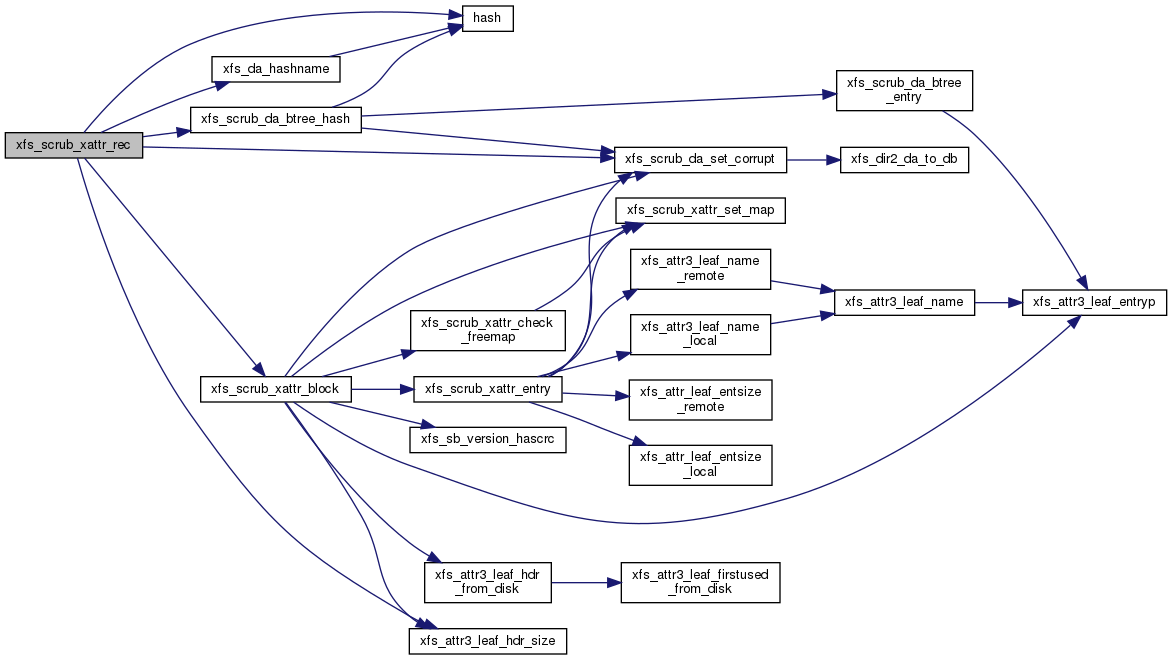 hash
xfs_da_hashname
xfs_scrub_da_btree
_entry
xfs_scrub_da_btree_hash
xfs_scrub_xattr_rec
xfs_scrub_da_set_corrupt
xfs_dir2_da_to_db
xfs_scrub_xattr_set_map
xfs_attr3_leaf_name
_remote
xfs_attr3_leaf_name
xfs_attr3_leaf_entryp
xfs_scrub_xattr_check
_freemap
xfs_attr3_leaf_name
_local
xfs_scrub_xattr_block
xfs_scrub_xattr_entry
xfs_attr_leaf_entsize
_remote
xfs_sb_version_hascrc
xfs_attr_leaf_entsize
_local
xfs_attr3_leaf_hdr
_from_disk
xfs_attr3_leaf_firstused
_from_disk
xfs_attr3_leaf_hdr_size